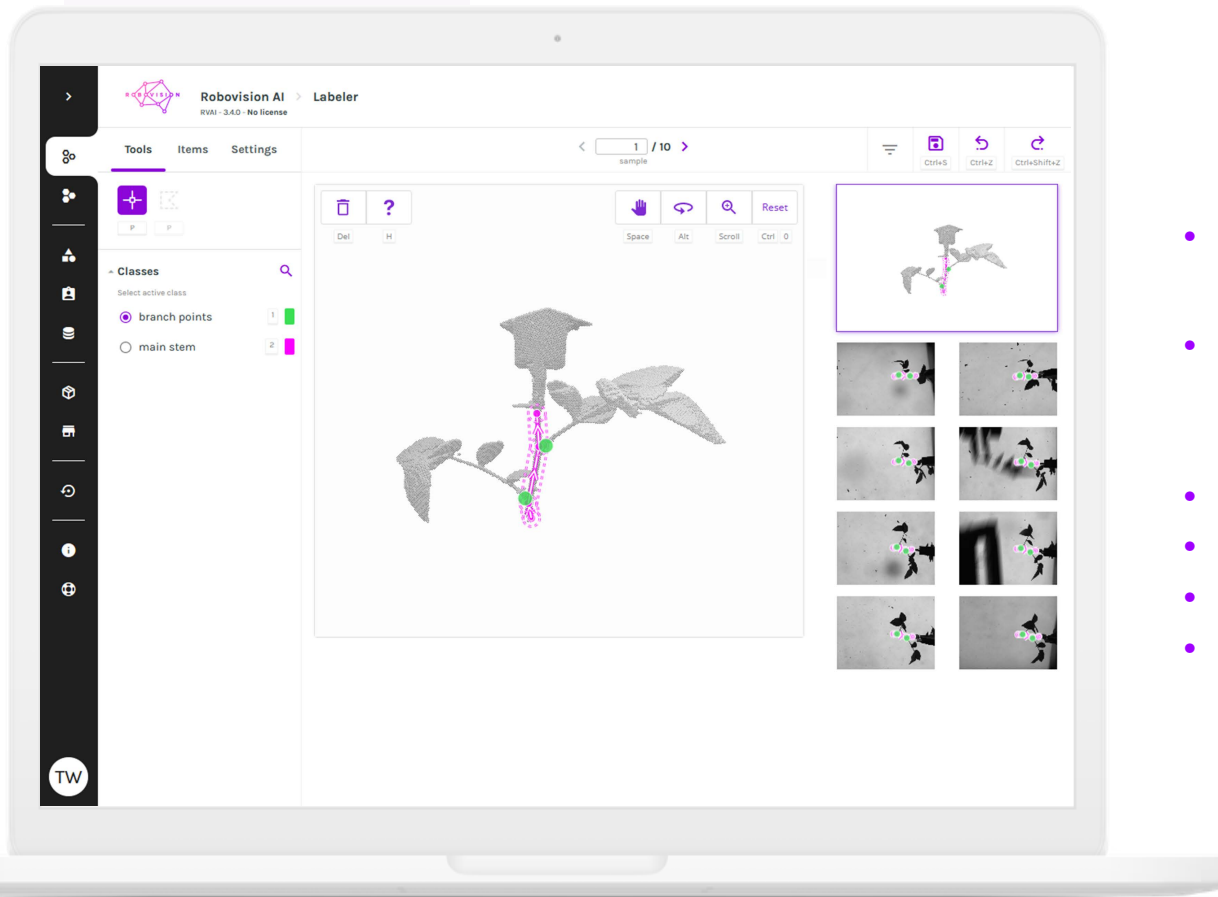 ROBOVISION
Robovision AI > Labeler
RVAI - 3.4.0 - No license
Tools Items Settings
1 / 10
sample
Ctrl+S Ctrl+Z Ctrl+Shift+Z
P P
? Reset
Del H Space Alt Scroll Ctrl 0
Classes
Select active class
branch points 1
main stem 2
TW